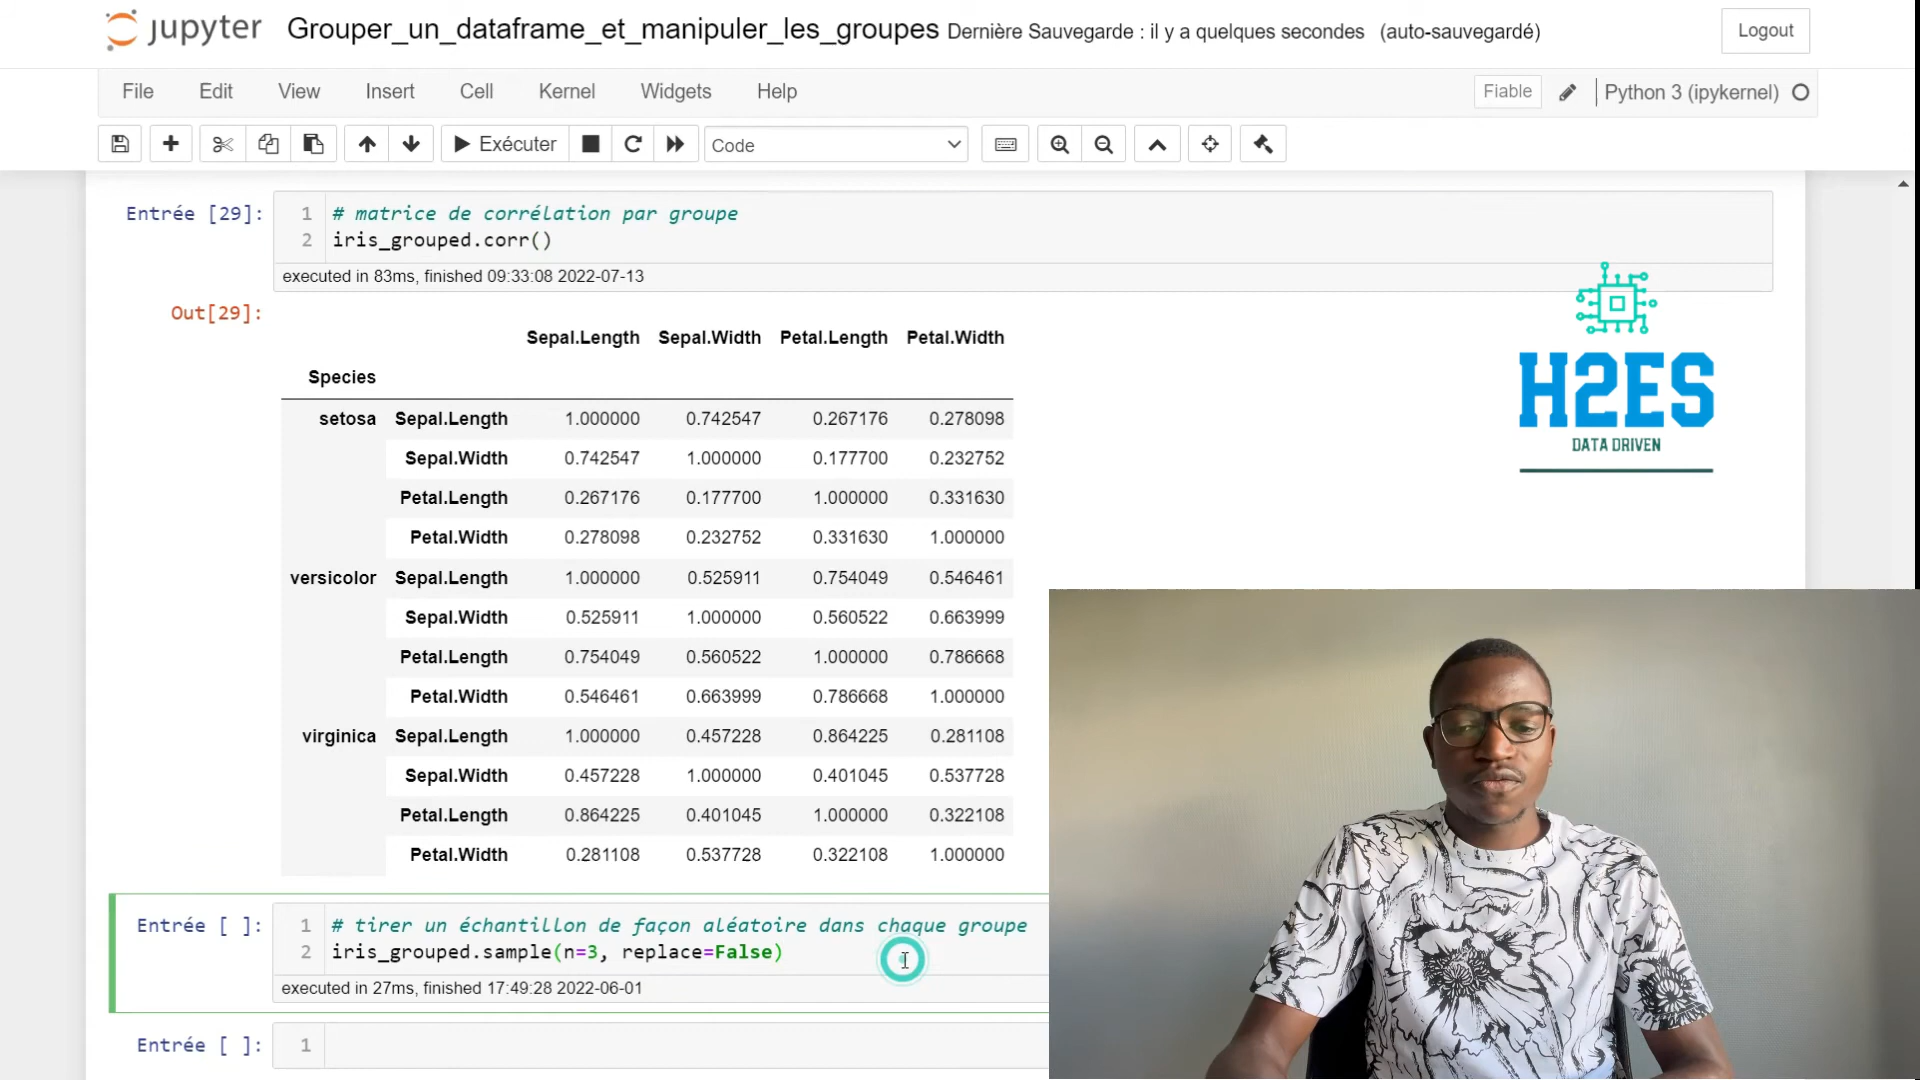 jupyter Grouper_un_dataframe_et_manipuler_les_groupes Dernière Sauvegarde : il y a quelques secondes (auto-sauvegardé) Logout
File Edit View Insert Cell Kernel Widgets Help Fiable Python 3 (ipykernel)
Exécuter Code
Entrée [29]: 1 # matrice de corrélation par groupe
2 iris_grouped.corr()
executed in 83ms, finished 09:33:08 2022-07-13
Out[29]:
Sepal.Length Sepal.Width Petal.Length Petal.Width
Species
setosa Sepal.Length 1.000000 0.742547 0.267176 0.278098
Sepal.Width 0.742547 1.000000 0.177700 0.232752
Petal.Length 0.267176 0.177700 1.000000 0.331630
Petal.Width 0.278098 0.232752 0.331630 1.000000
versicolor Sepal.Length 1.000000 0.525911 0.754049 0.546461
Sepal.Width 0.525911 1.000000 0.560522 0.663999
Petal.Length 0.754049 0.560522 1.000000 0.786668
Petal.Width 0.546461 0.663999 0.786668 1.000000
virginica Sepal.Length 1.000000 0.457228 0.864225 0.281108
Sepal.Width 0.457228 1.000000 0.401045 0.537728
Petal.Length 0.864225 0.401045 1.000000 0.322108
Petal.Width 0.281108 0.537728 0.322108 1.000000
H2ES
DATA DRIVEN
Entrée [ ]: 1 # tirer un échantillon de façon aléatoire dans chaque groupe
2 iris_grouped.sample(n=3, replace=False)
executed in 27ms, finished 17:49:28 2022-06-01
Entrée [ ]: 1